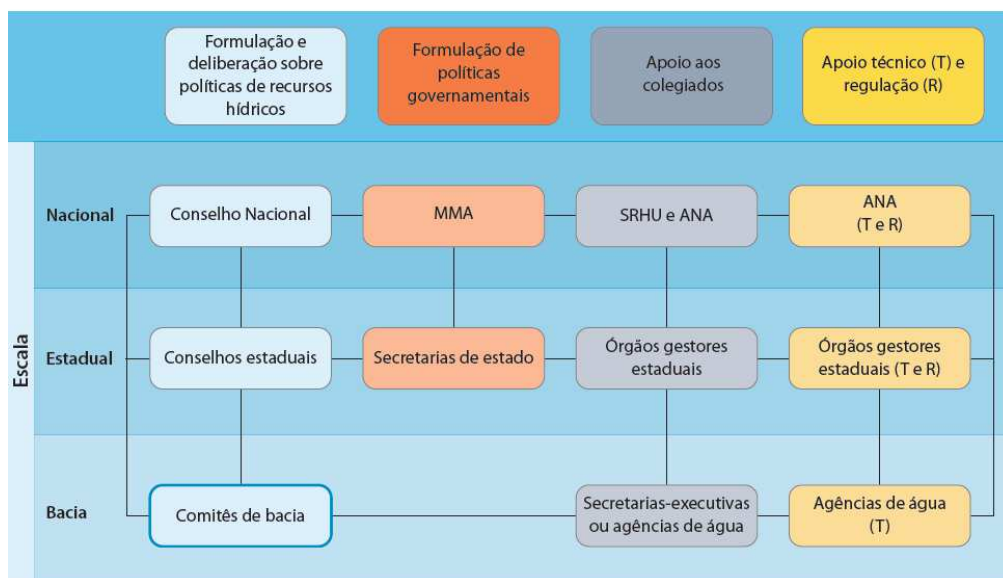 Formulação e
deliberação sobre
políticas de recursos
hídricos
Formulação de
políticas
governamentais
Apoio aos
colegiados
Apoio técnico (T) e
regulação (R)
Escala
Nacional
Conselho Nacional
MMA
SRHU e ANA
ANA
(T e R)
Estadual
Conselhos estaduais
Secretarias de estado
Órgãos gestores
estaduais
Órgãos gestores
estaduais (T e R)
Bacia
Comitês de bacia
Secretarias-executivas
ou agências de água
Agências de água
(T)